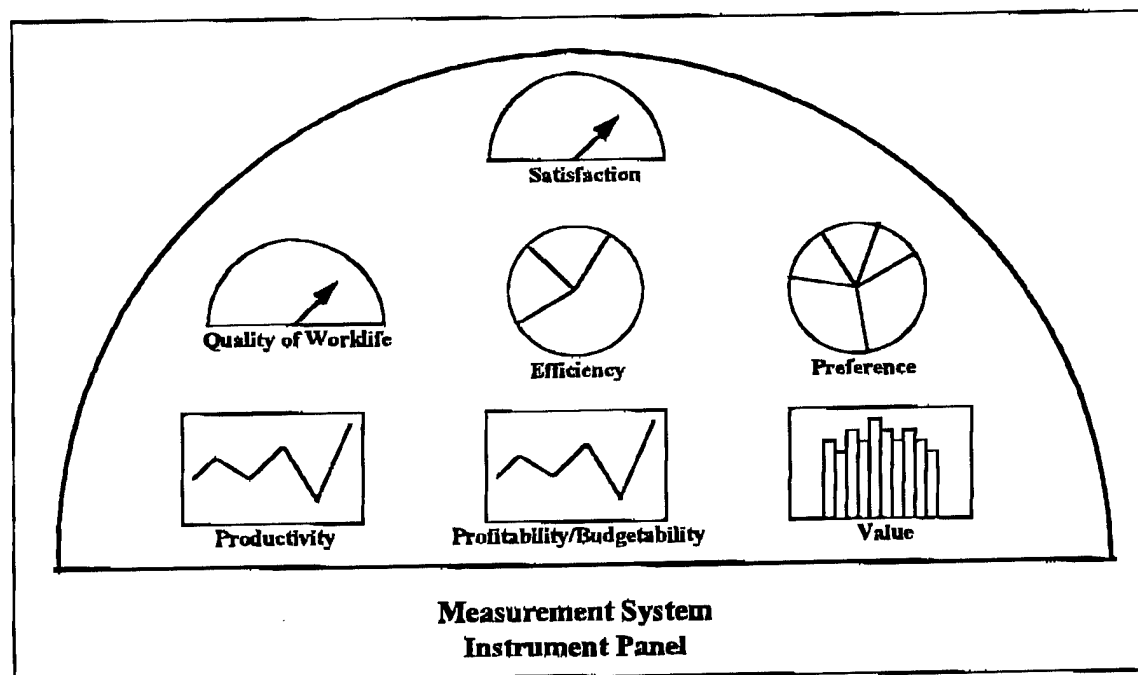 Satisfaction
Quality of Worklife
Efficiency
Preference
Productivity
Profitability/Budgetability
Value
Measurement System
Instrument Panel